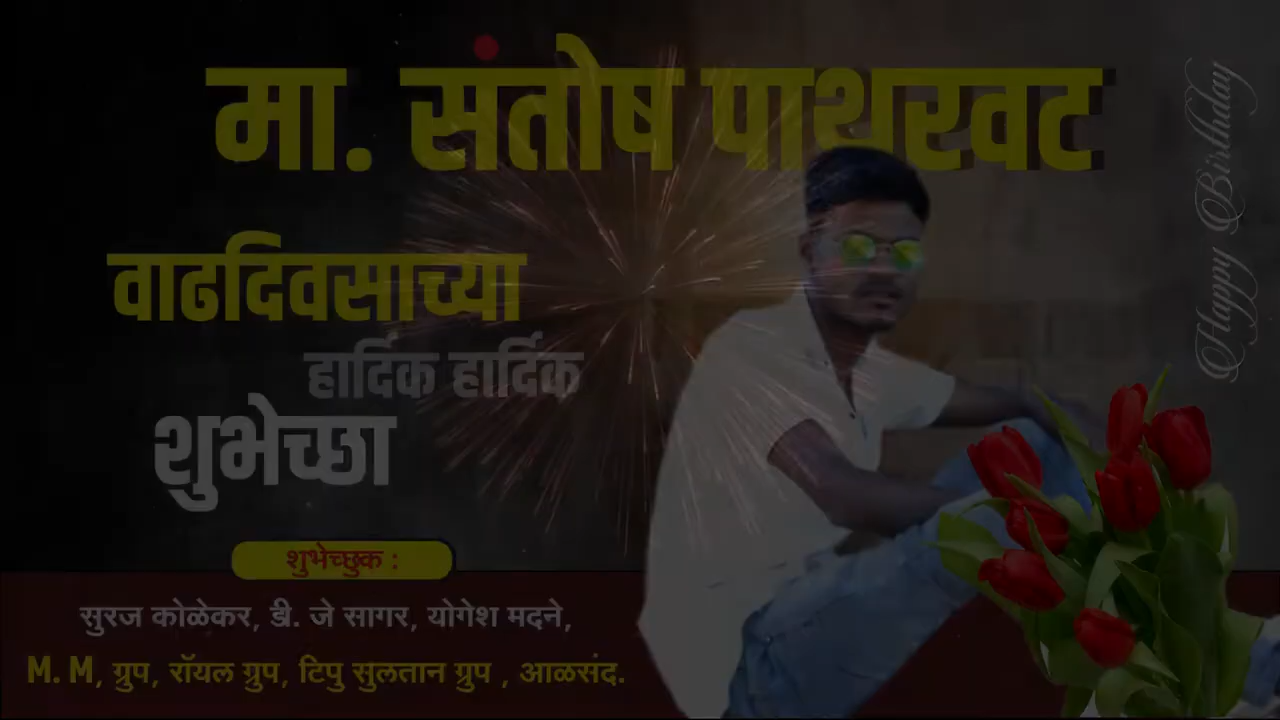 मा. संतोष पाथरवट
वाढदिवसाच्या
हार्दिक हार्दिक
शुभेच्छा
Happy Birthday
शुभेच्छुक :
सुरज कोळेकर, डी. जे सागर, योगेश मदने,
M. M, ग्रुप, रॉयल ग्रुप, टिपु सुलतान ग्रुप , आळसंद.